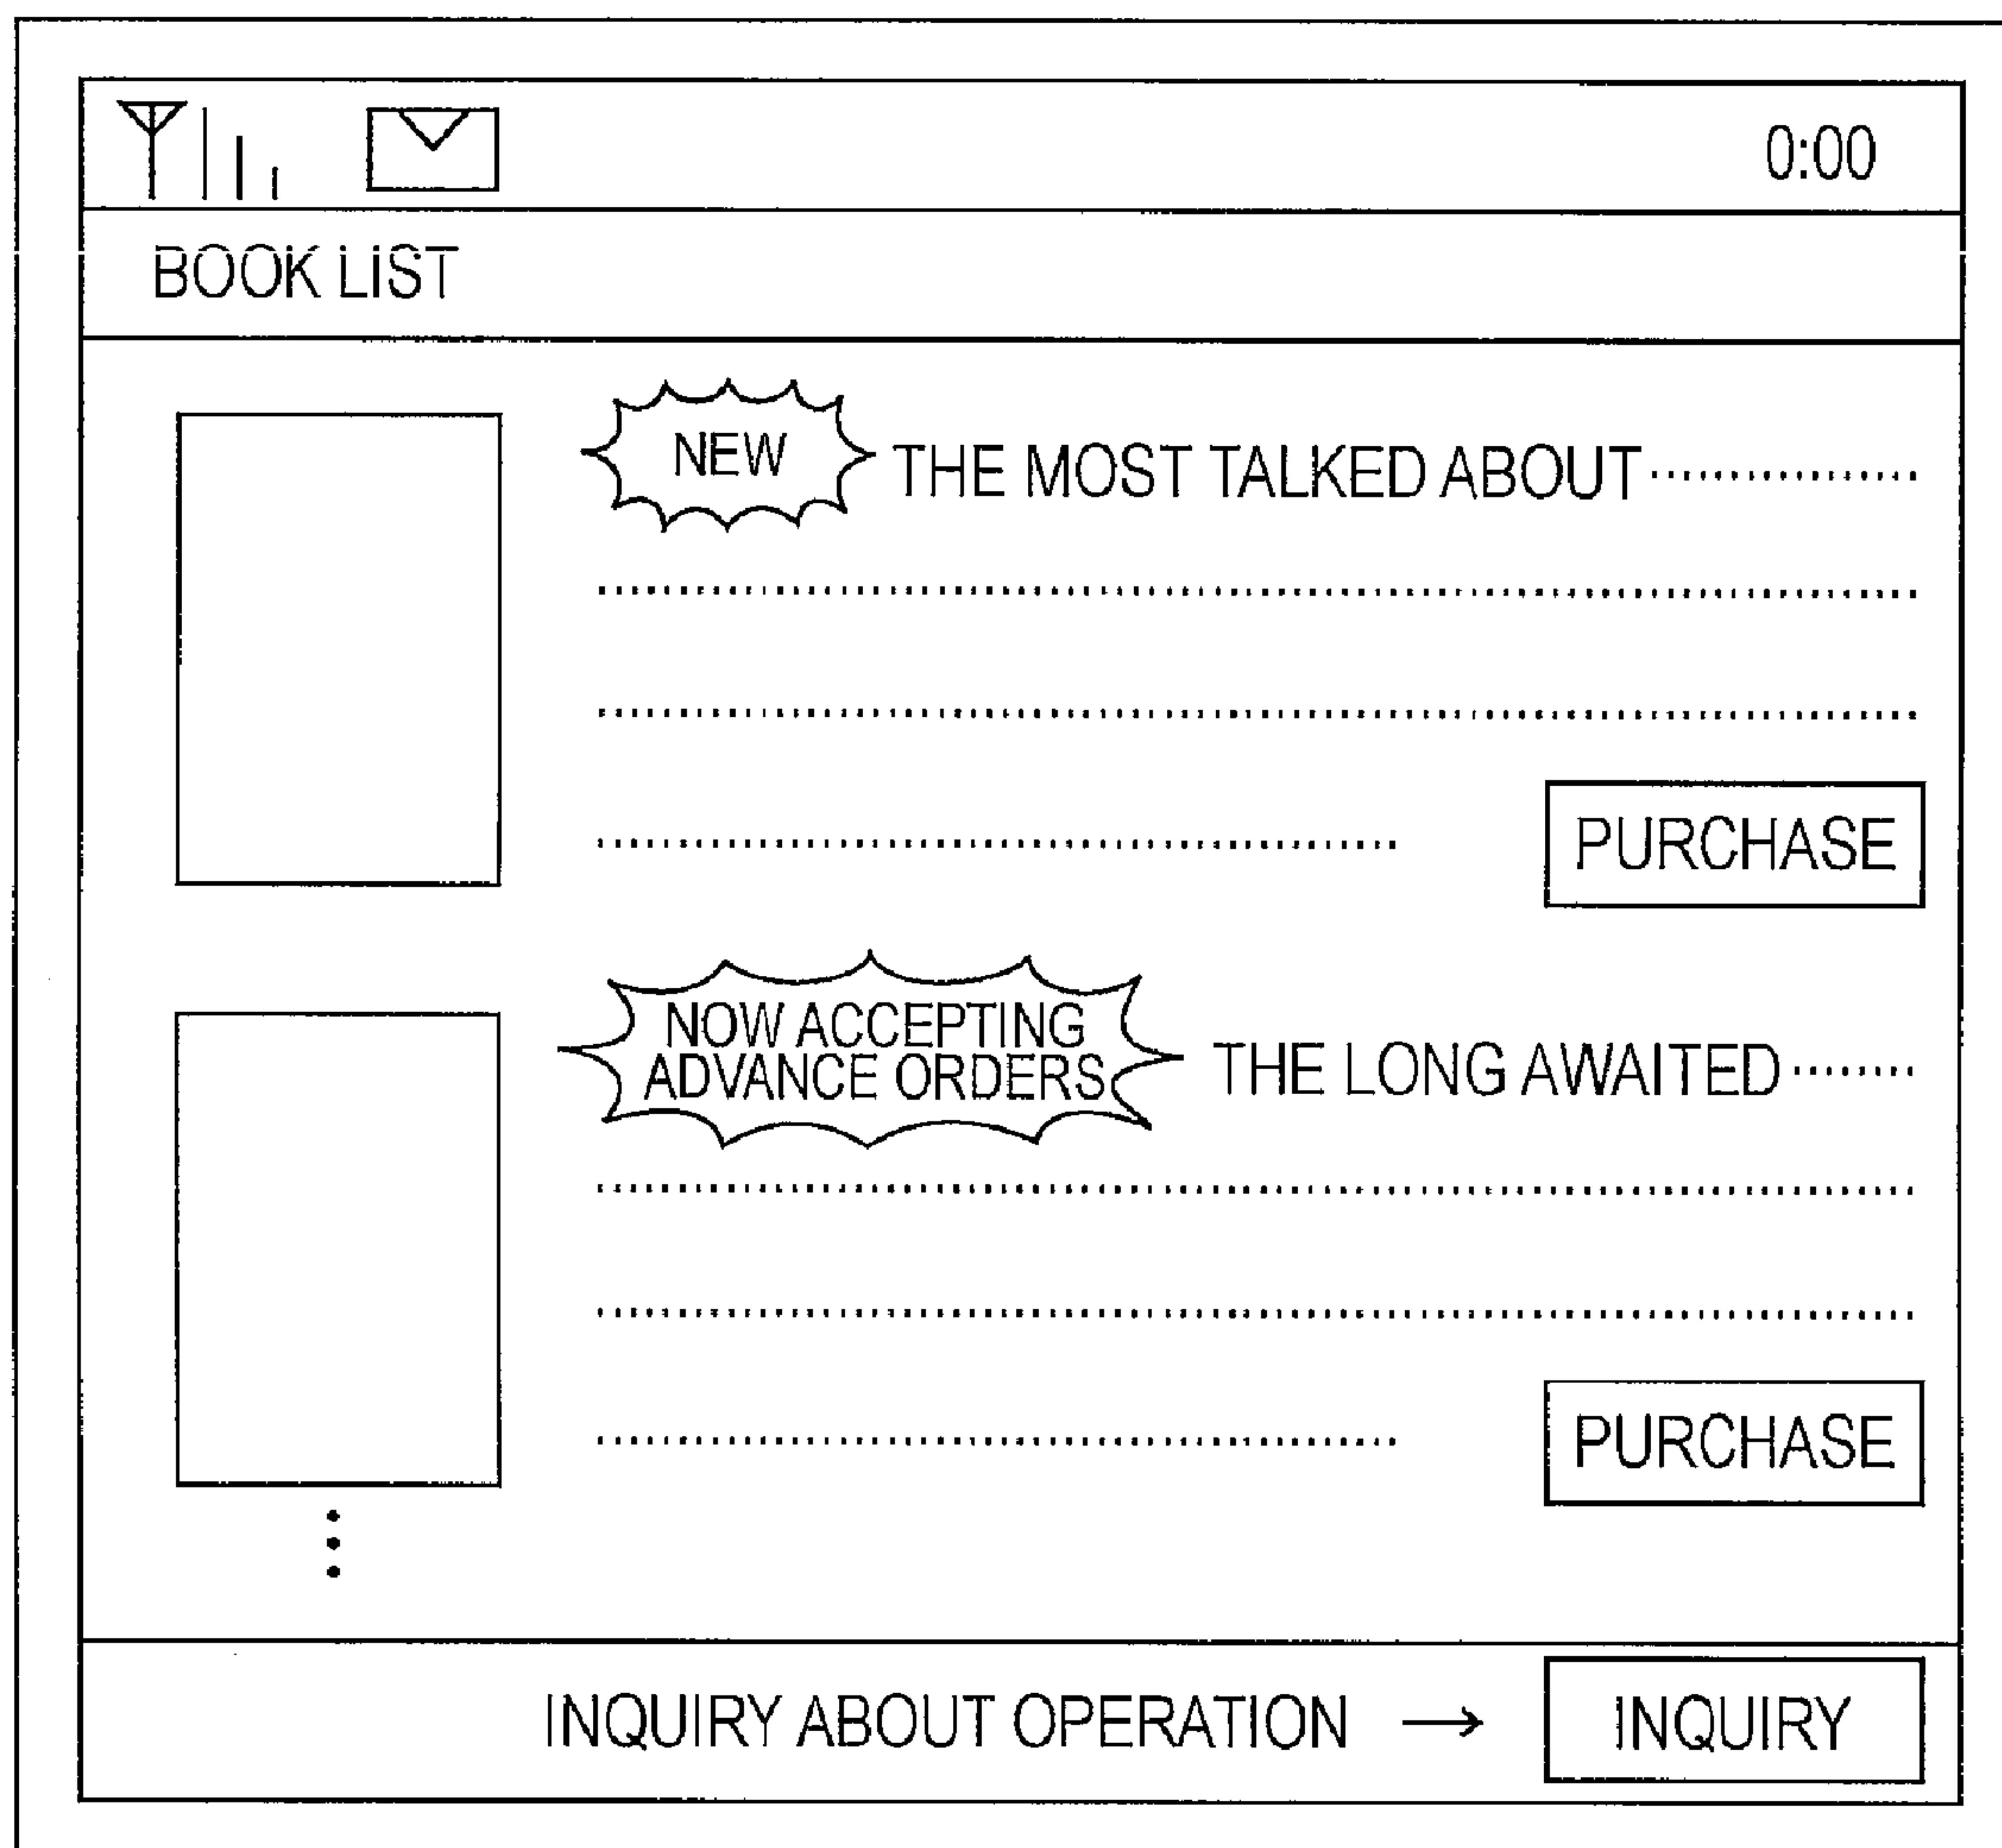 0:00
BOOK LIST
NEW THE MOST TALKED ABOUT
PURCHASE
NOW ACCEPTING
ADVANCE ORDERS
THE LONG AWAITED
PURCHASE
INQUIRY ABOUT OPERATION → INQUIRY